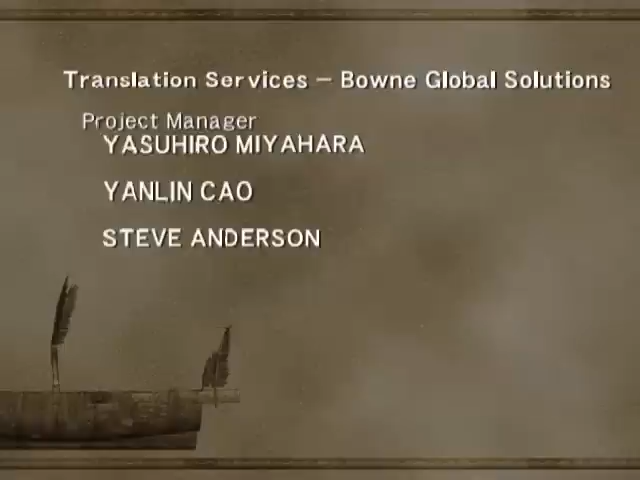 Translation Services – Bowne Global Solutions
Project Manager
YASUHIRO MIYAHARA
YANLIN CAO
STEVE ANDERSON